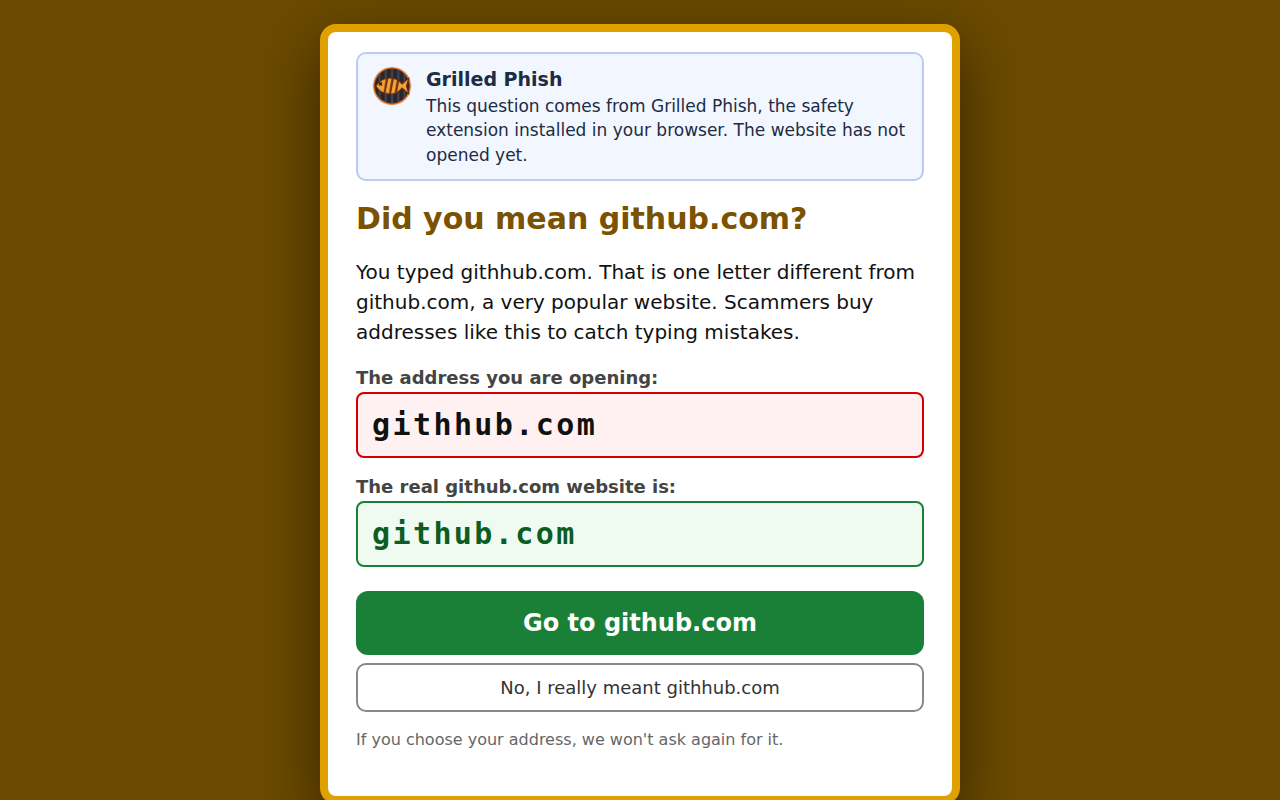 Grilled Phish
This question comes from Grilled Phish, the safety
extension installed in your browser. The website has not
opened yet.
Did you mean github.com?
You typed githhub.com. That is one letter different from
github.com, a very popular website. Scammers buy
addresses like this to catch typing mistakes.
The address you are opening:
githhub.com
The real github.com website is:
github.com
Go to github.com
No, I really meant githhub.com
If you choose your address, we won't ask again for it.